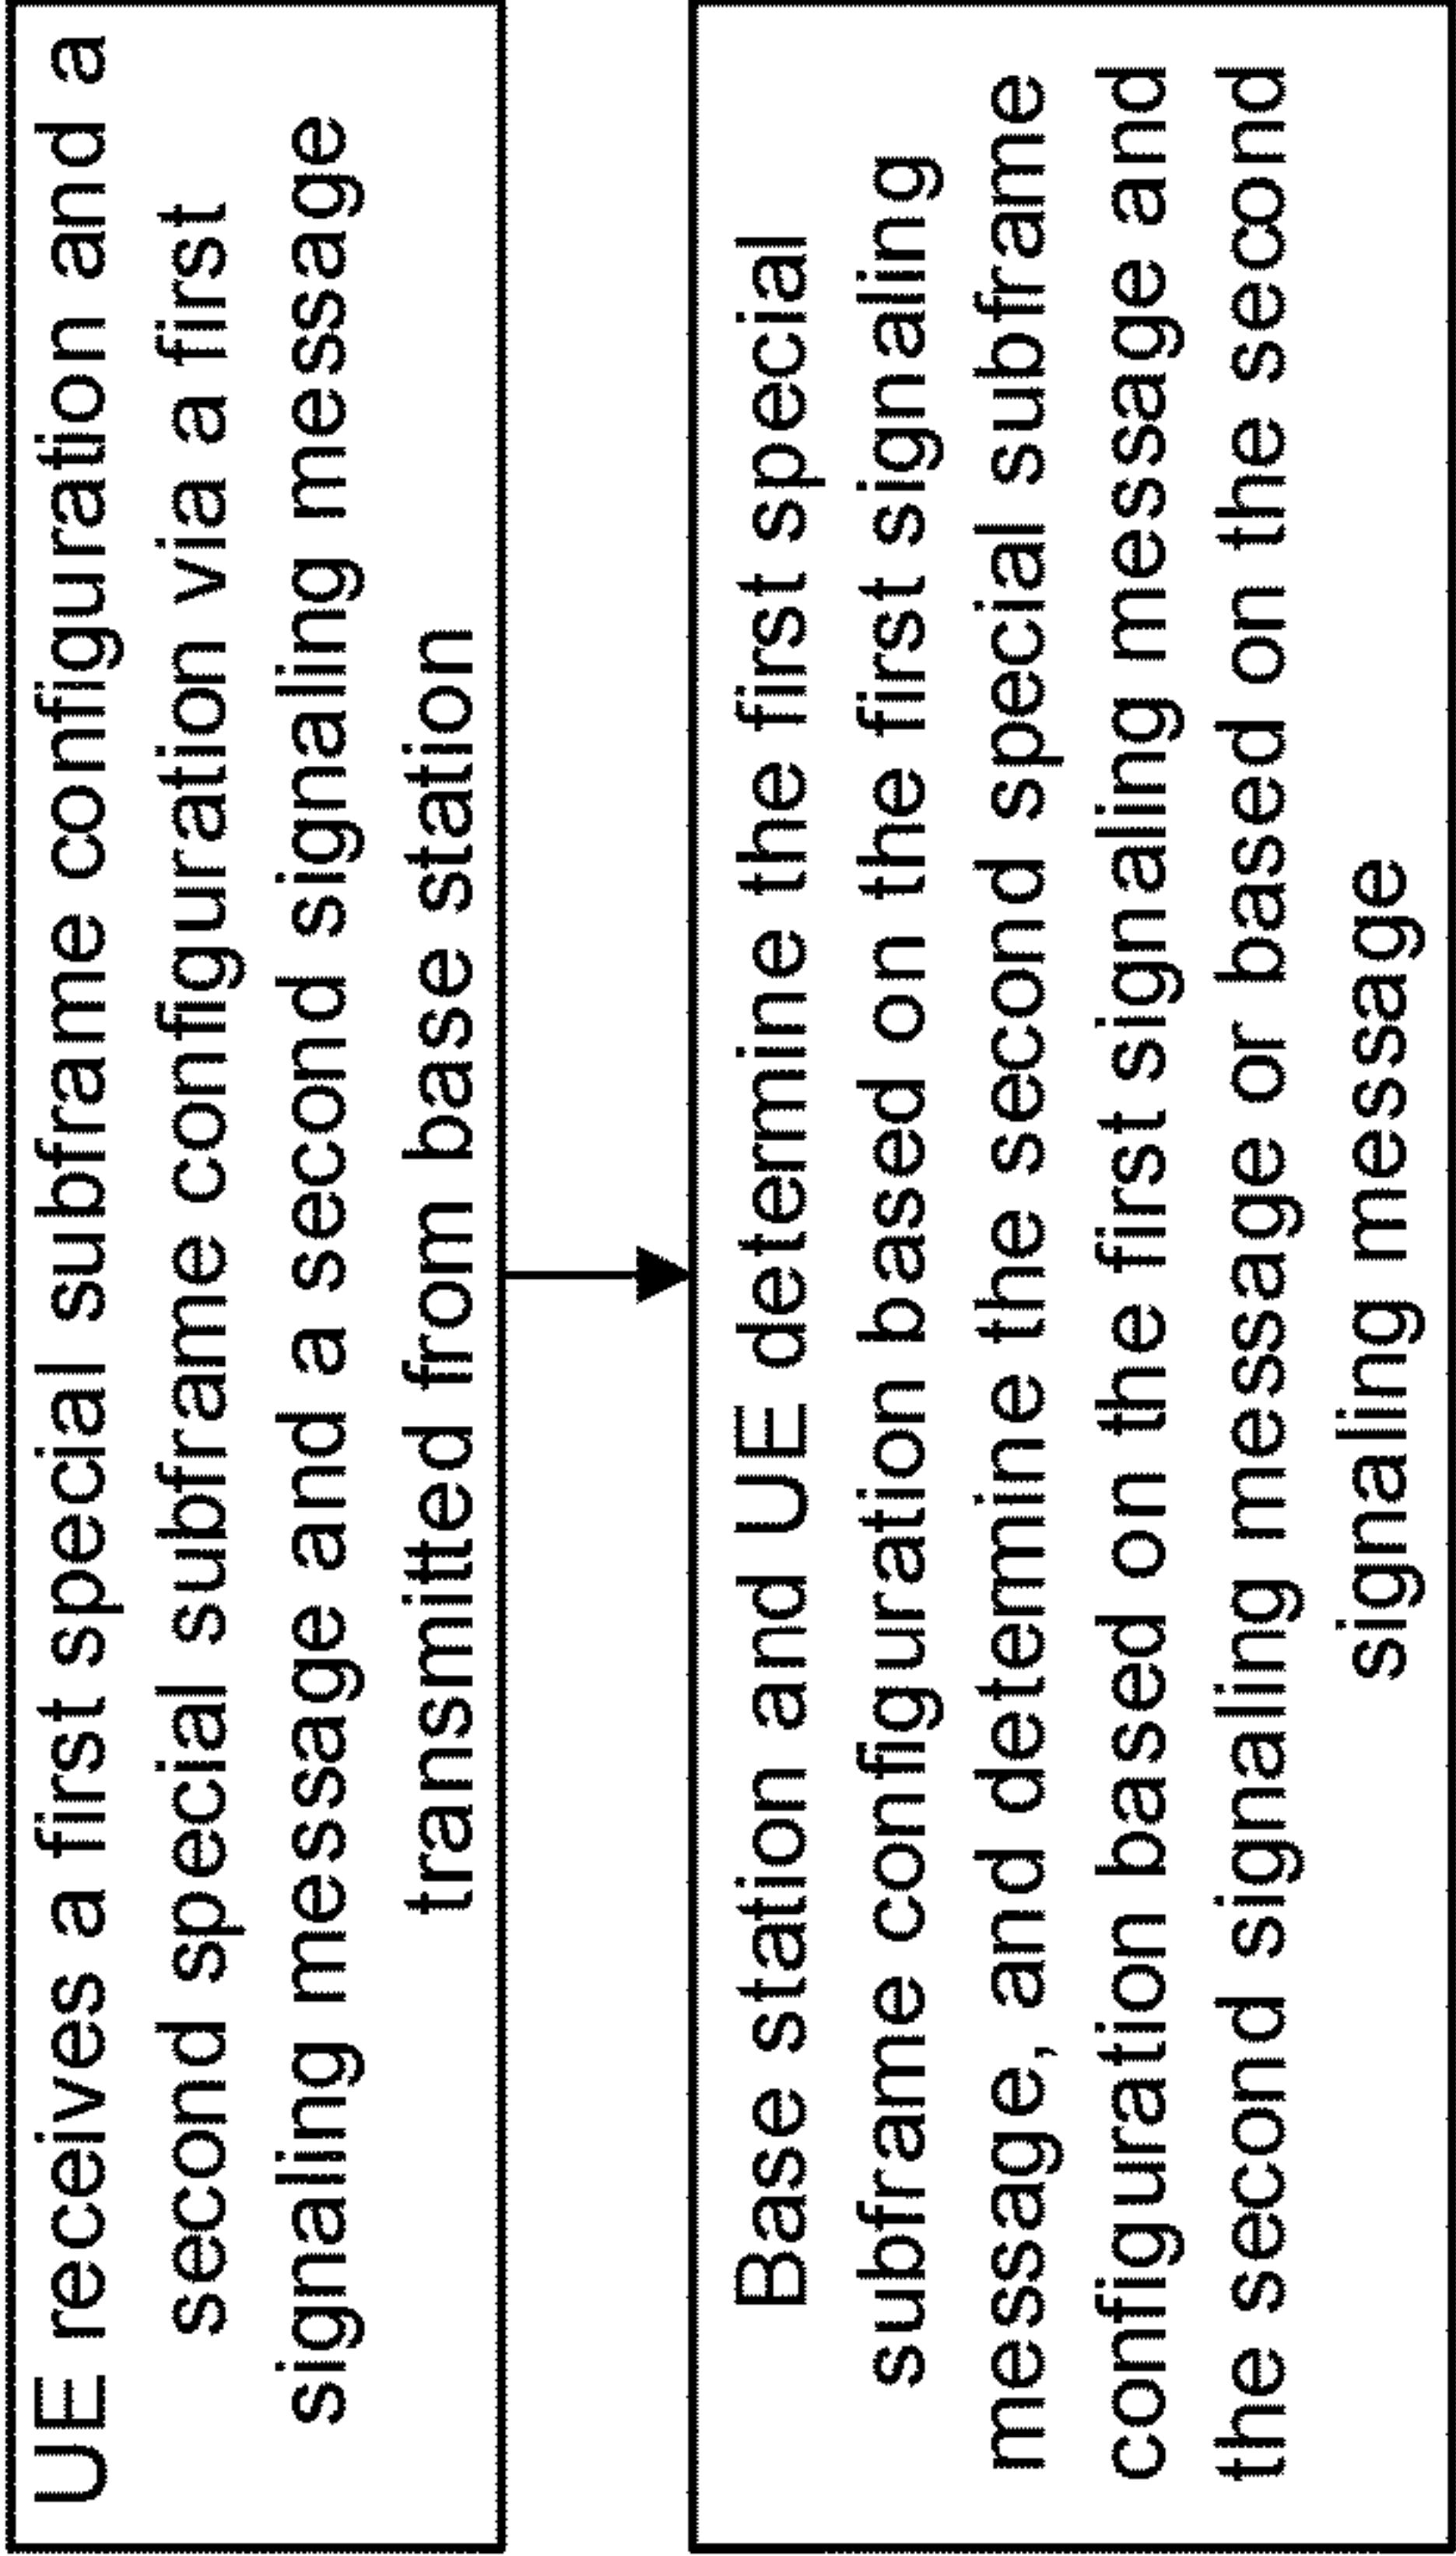 UE receives a first special subframe configuration and a
second special subframe configuration via a first
signaling message and a second signaling message
transmitted from base station
Base station and UE determine the first special
subframe configuration based on the first signaling
message, and determine the second special subframe
configuration based on the first signaling message and
the second signaling message or based on the second
signaling message